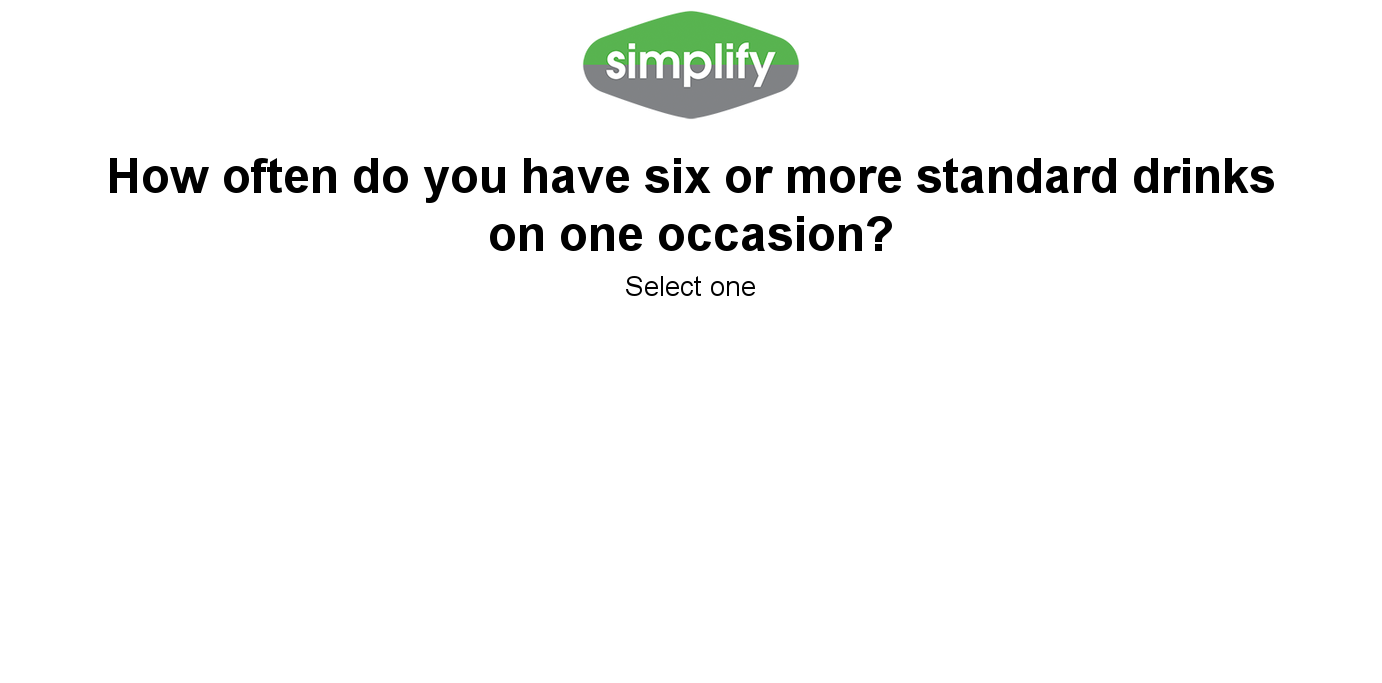 simplify
How often do you have six or more standard drinks
on one occasion?
Select one